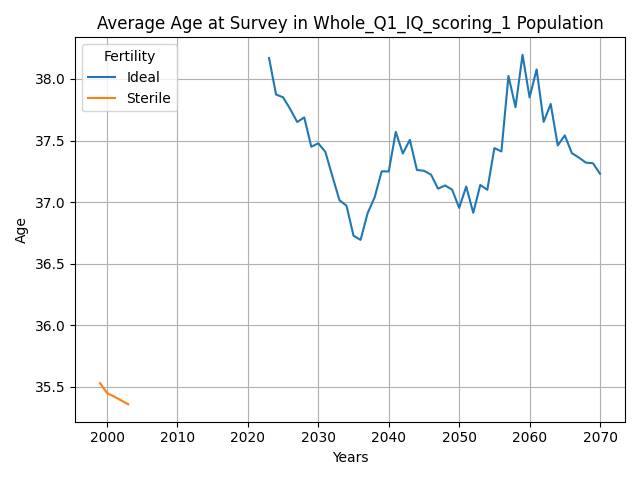 Average Age at Survey in Whole_Q1_IQ_scoring_1 Population
Fertility
Ideal
Sterile
Age
38.0
37.5
37.0
36.5
36.0
35.5
2000 2010 2020 2030 2040 2050 2060 2070
Years